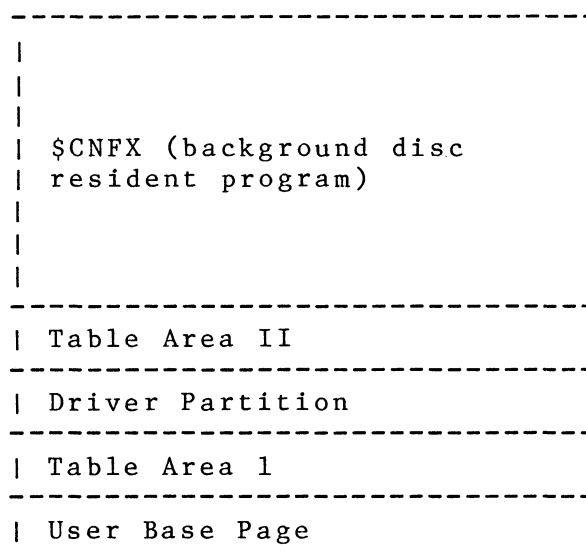 $CNFX (background disc
resident program)
Table Area II
Driver Partition
Table Area 1
User Base Page